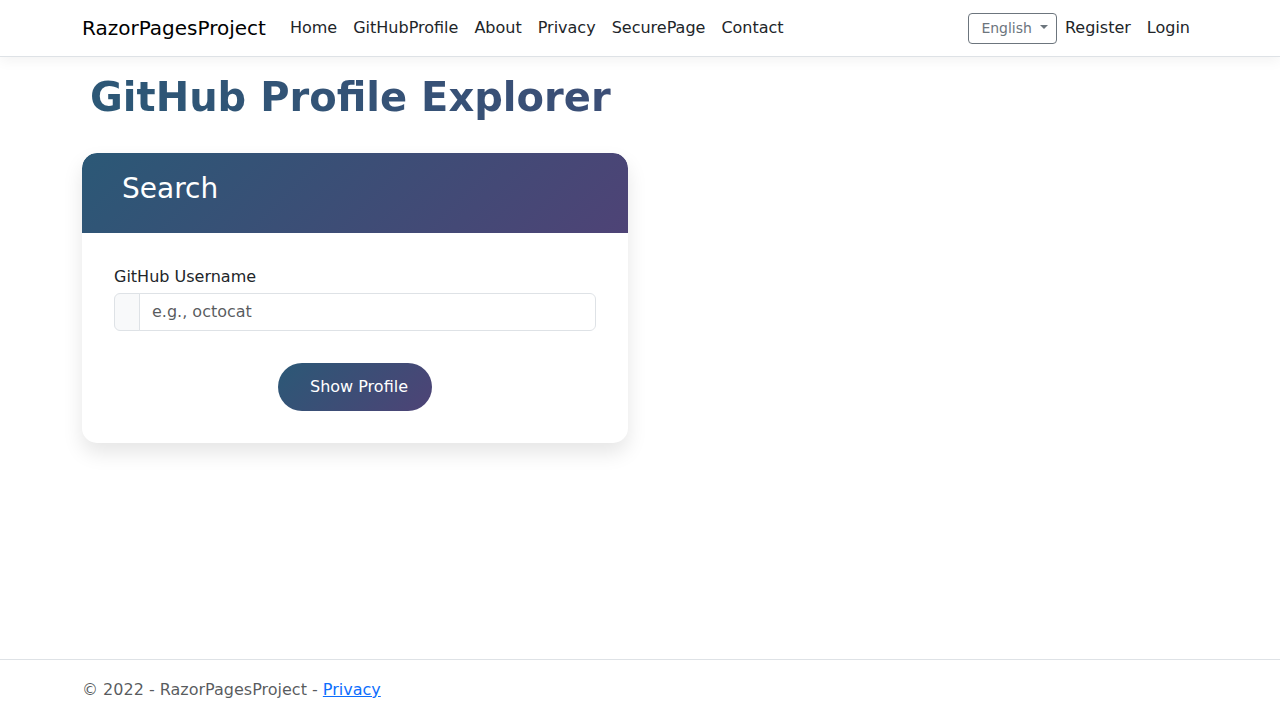 RazorPagesProject Home GitHubProfile About Privacy SecurePage Contact English Register Login
GitHub Profile Explorer
Search
GitHub Username
e.g., octocat
Show Profile
© 2022 - RazorPagesProject - Privacy